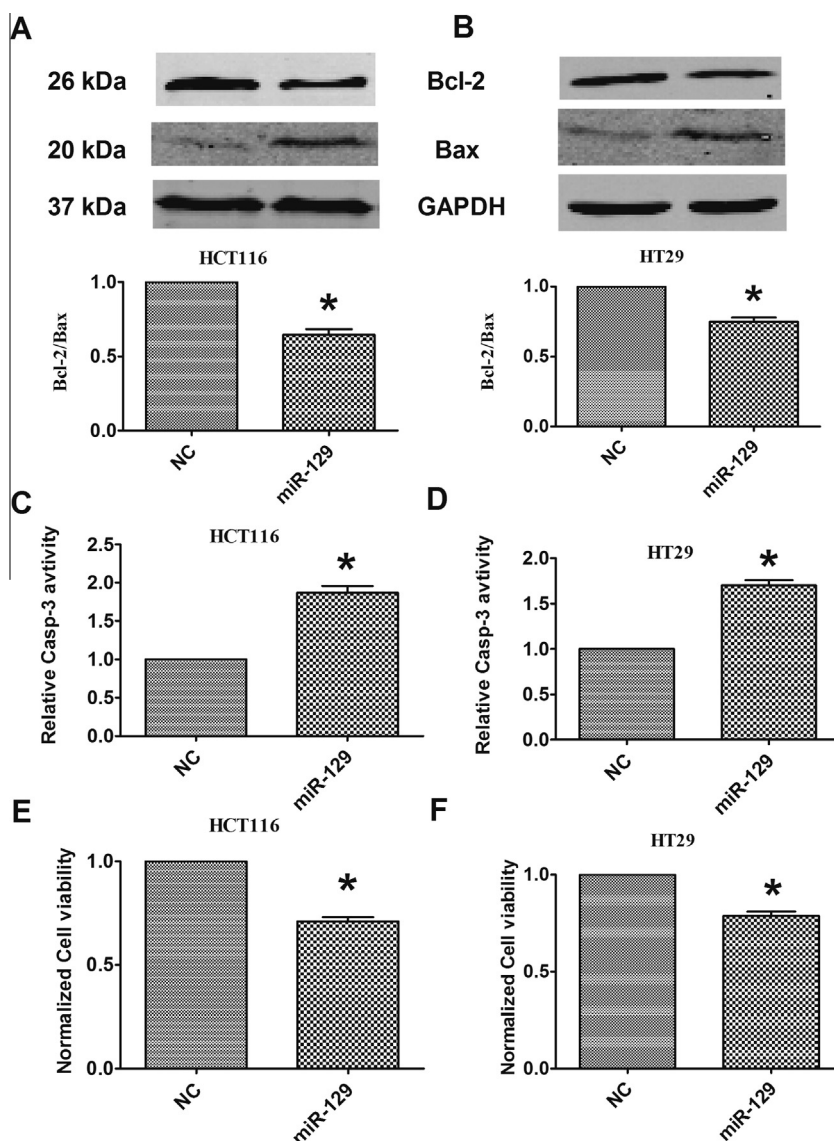 A
B
26 kDa
Bcl-2
20 kDa
Bax
37 kDa
GAPDH
HCT116
Bcl-2/Bax
1.0
0.5
0.0
*
NC
miR-129
HT29
Bcl-2/Bax
1.0
0.5
0.0
*
NC
miR-129
C
HCT116
Relative Casp-3 avtivity
2.5
2.0
1.5
1.0
0.5
0.0
*
NC
miR-129
D
HT29
Relative Casp-3 avtivity
2.0
1.5
1.0
0.5
0.0
*
NC
miR-129
E
HCT116
Normalized Cell viability
1.0
0.5
0.0
*
NC
miR-129
F
HT29
Normalized Cell viability
1.0
0.5
0.0
*
NC
miR-129